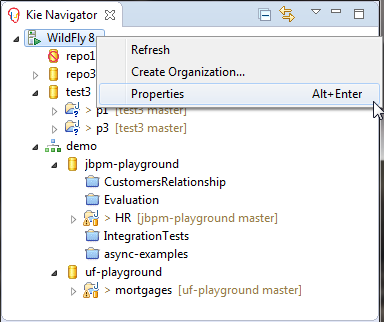 Kie Navigator
WildFly 8
Refresh
repo1
Create Organization...
repo3
Properties Alt+Enter
test3
> p1 [test3 master]
> p3 [test3 master]
demo
jbpm-playground
CustomersRelationship
Evaluation
> HR [jbpm-playground master]
IntegrationTests
async-examples
uf-playground
> mortgages [uf-playground master]